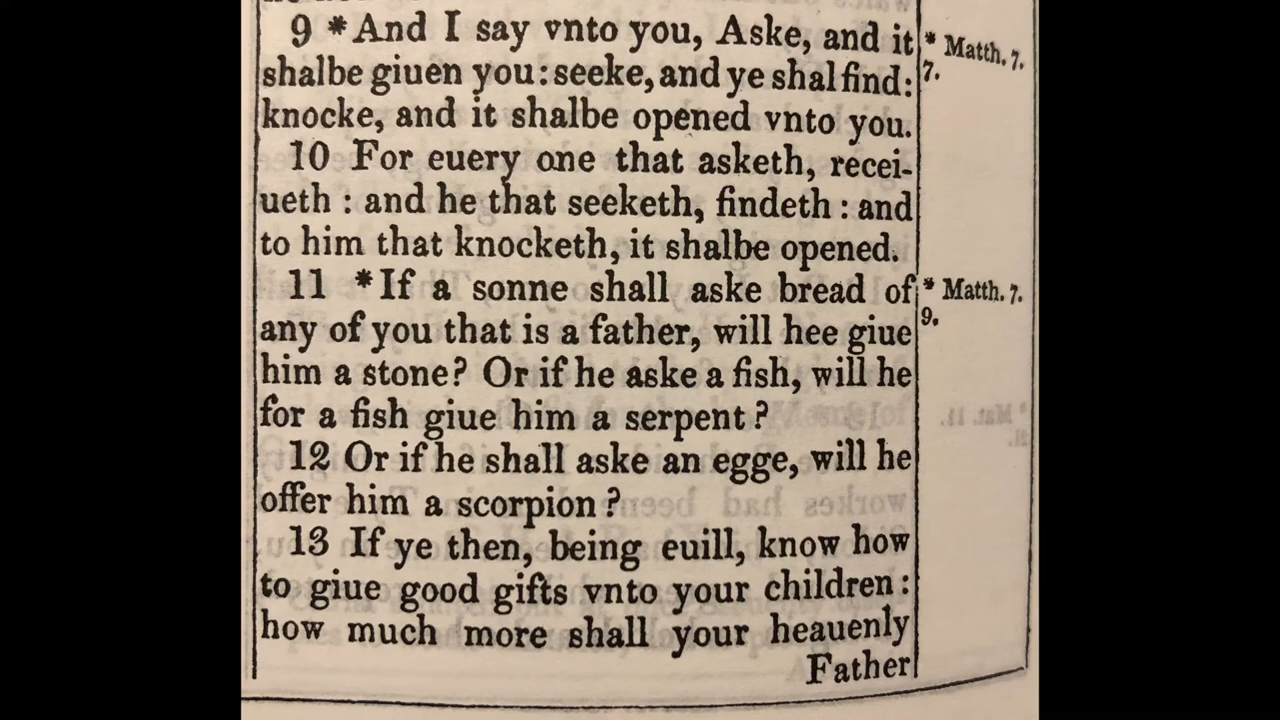 9 *And I say vnto you, Aske, and it
shalbe giuen you: seeke, and ye shal find:
knocke, and it shalbe opened vnto you.
10 For euery one that asketh, recei-
ueth : and he that seeketh, findeth : and
to him that knocketh, it shalbe opened.
11 *If a sonne shall aske bread of
any of you that is a father, will hee giue
him a stone? Or if he aske a fish, will he
for a fish giue him a serpent?
12 Or if he shall aske an egge, will he
offer him a scorpion?
13 If ye then, being euill, know how
to giue good gifts vnto your children:
how much more shall your heauenly
Father
* Matth. 7.
7.
* Matth. 7.
9.